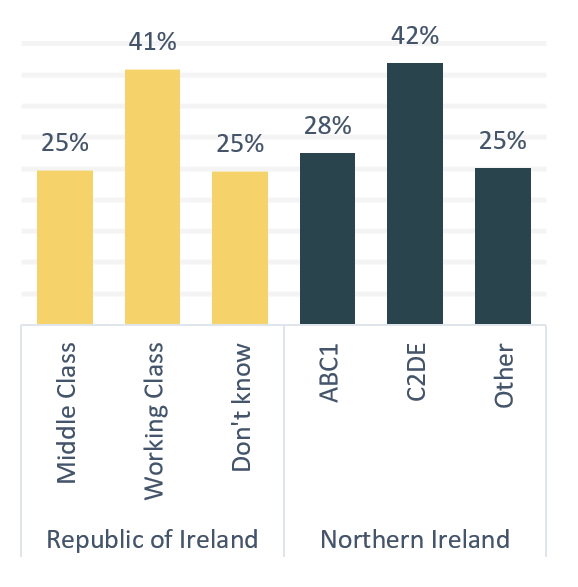 42%
41%
28%
25%
25%
25%
Middle Class
Working Class
Don't know
ABC1
C2DE
Other
Republic of Ireland
Northern Ireland